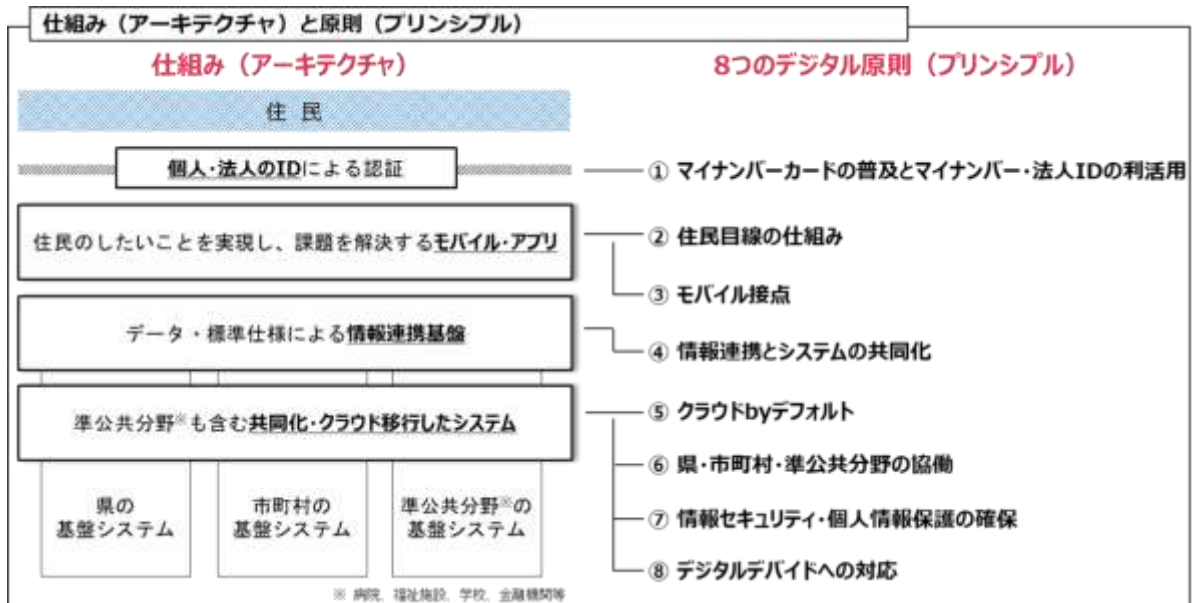 仕組み（アーキテクチャ）と原則（プリンシプル）
仕組み（アーキテクチャ）
住 民
個人・法人のIDによる認証
住民のしたいことを実現し、課題を解決するモバイル・アプリ
データ・標準仕様による情報連携基盤
準公共分野※も含む共同化・クラウド移行したシステム
県の
基盤システム
市町村の
基盤システム
準公共分野※の
基盤システム
※ 病院、福祉施設、学校、金融機関等
8つのデジタル原則（プリンシプル）
① マイナンバーカードの普及とマイナンバー・法人IDの利活用
② 住民目線の仕組み
③ モバイル接点
④ 情報連携とシステムの共同化
⑤ クラウドbyデフォルト
⑥ 県・市町村・準公共分野の協働
⑦ 情報セキュリティ・個人情報保護の確保
⑧ デジタルデバイドへの対応